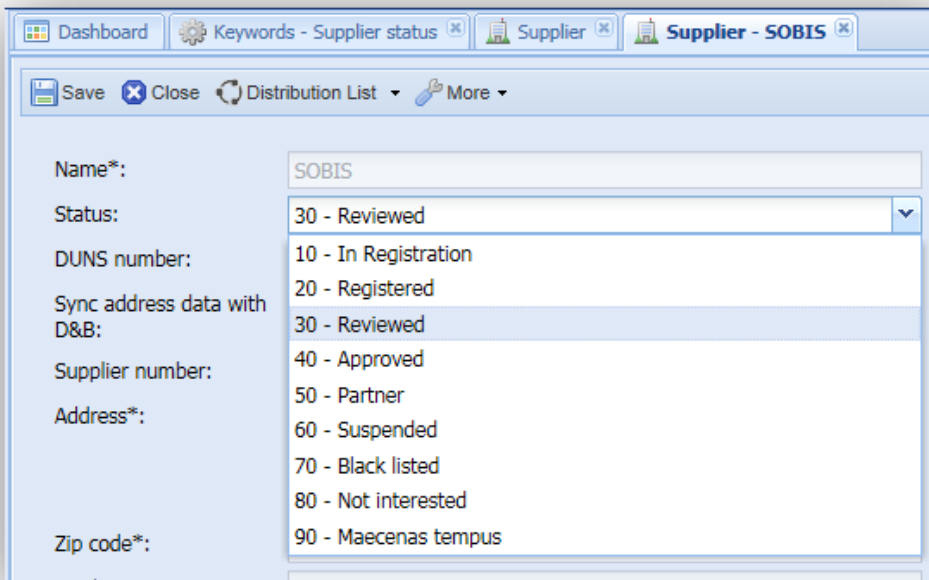 Dashboard Keywords - Supplier status Supplier Supplier - SOBIS
Save Close Distribution List More
Name*: SOBIS
Status: 30 - Reviewed
DUNS number: 10 - In Registration
20 - Registered
Sync address data with
D&B: 30 - Reviewed
40 - Approved
Supplier number:
50 - Partner
Address*:
60 - Suspended
70 - Black listed
80 - Not interested
Zip code*: 90 - Maecenas tempus